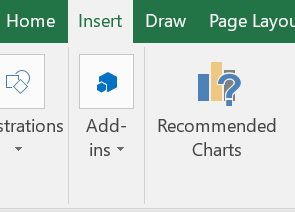 Home Insert Draw Page Layou
strations Add-
ins Recommended
Charts